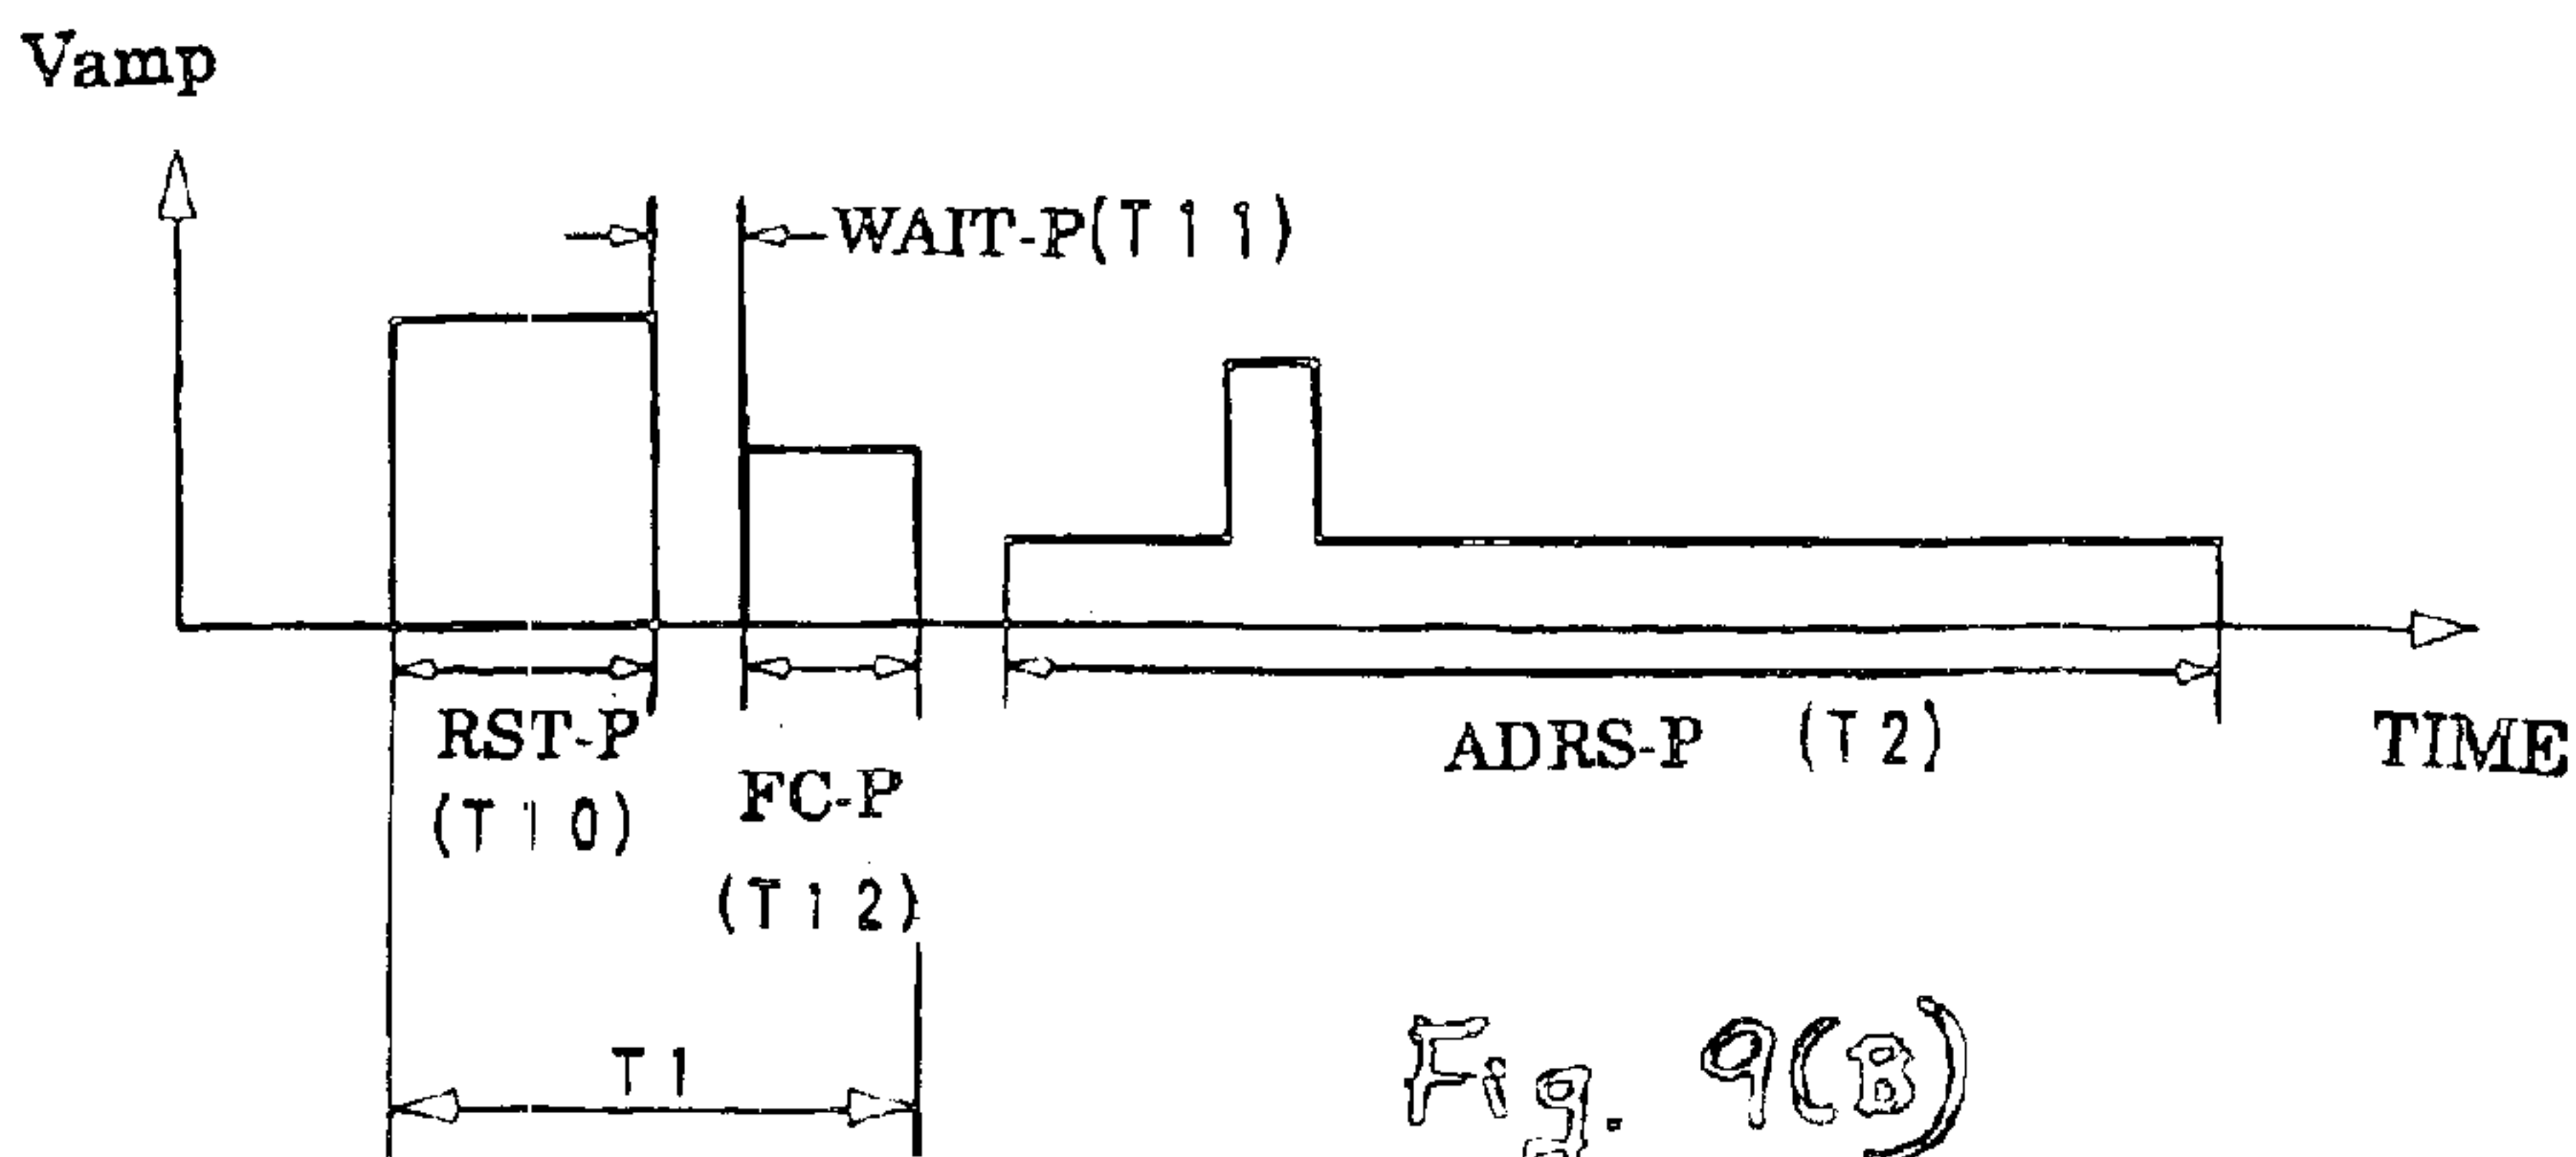 Vamp
WAIT-P(T11)
RST-P
(T10)
FC-P
(T12)
ADRS-P (T2)
TIME
T1
Fig. 9(B)